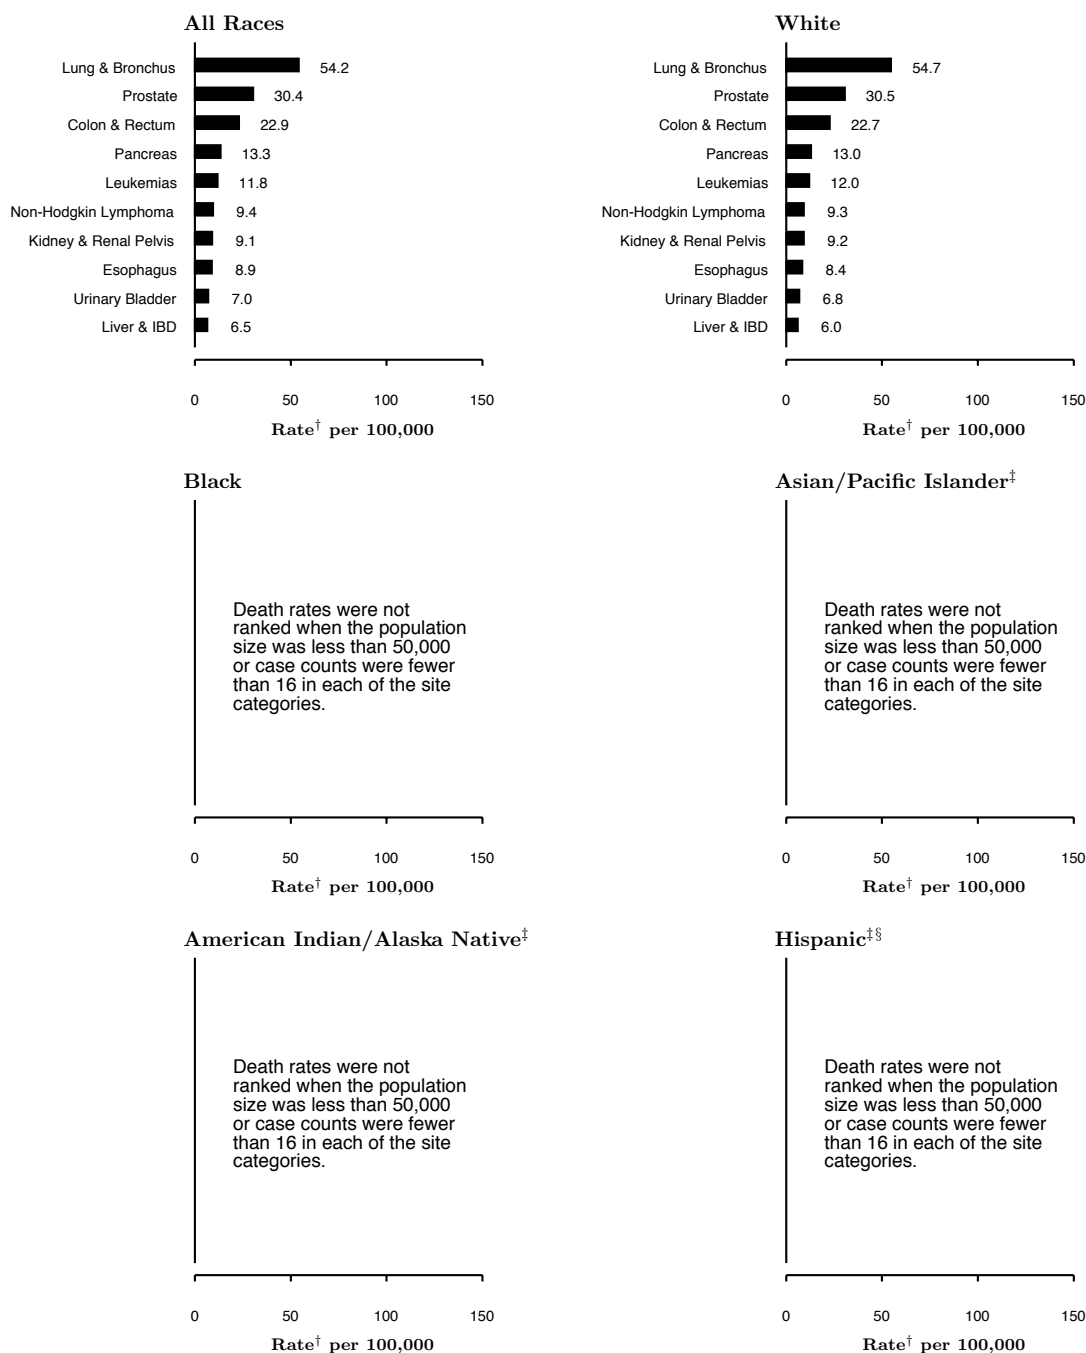 All Races
Lung & Bronchus 54.2
Prostate 30.4
Colon & Rectum 22.9
Pancreas 13.3
Leukemias 11.8
Non-Hodgkin Lymphoma 9.4
Kidney & Renal Pelvis 9.1
Esophagus 8.9
Urinary Bladder 7.0
Liver & IBD 6.5
0 50 100 150
Rate† per 100,000
White
Lung & Bronchus 54.7
Prostate 30.5
Colon & Rectum 22.7
Pancreas 13.0
Leukemias 12.0
Non-Hodgkin Lymphoma 9.3
Kidney & Renal Pelvis 9.2
Esophagus 8.4
Urinary Bladder 6.8
Liver & IBD 6.0
0 50 100 150
Rate† per 100,000
Black
Death rates were not
ranked when the population
size was less than 50,000
or case counts were fewer
than 16 in each of the site
categories.
0 50 100 150
Rate† per 100,000
Asian/Pacific Islander‡
Death rates were not
ranked when the population
size was less than 50,000
or case counts were fewer
than 16 in each of the site
categories.
0 50 100 150
Rate† per 100,000
American Indian/Alaska Native‡
Death rates were not
ranked when the population
size was less than 50,000
or case counts were fewer
than 16 in each of the site
categories.
0 50 100 150
Rate† per 100,000
Hispanic‡§
Death rates were not
ranked when the population
size was less than 50,000
or case counts were fewer
than 16 in each of the site
categories.
0 50 100 150
Rate† per 100,000